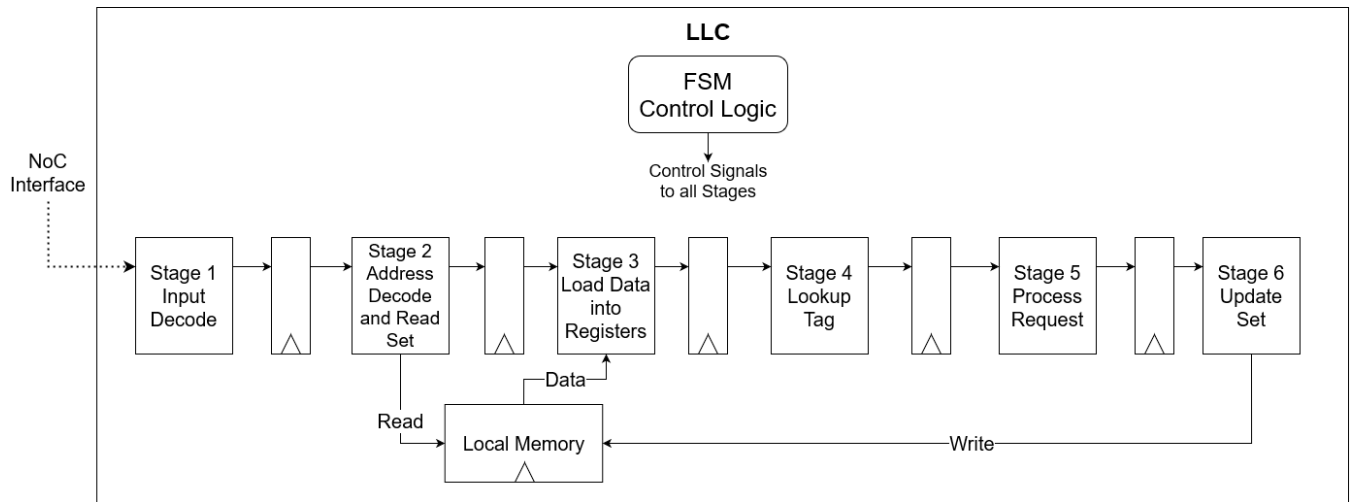 LLC
FSM
Control Logic
Control Signals
to all Stages
NoC
Interface
Stage 1
Input
Decode
Stage 2
Address
Decode
and Read
Set
Stage 3
Load Data
into
Registers
Stage 4
Lookup
Tag
Stage 5
Process
Request
Stage 6
Update
Set
Data
Read
Local Memory
Write